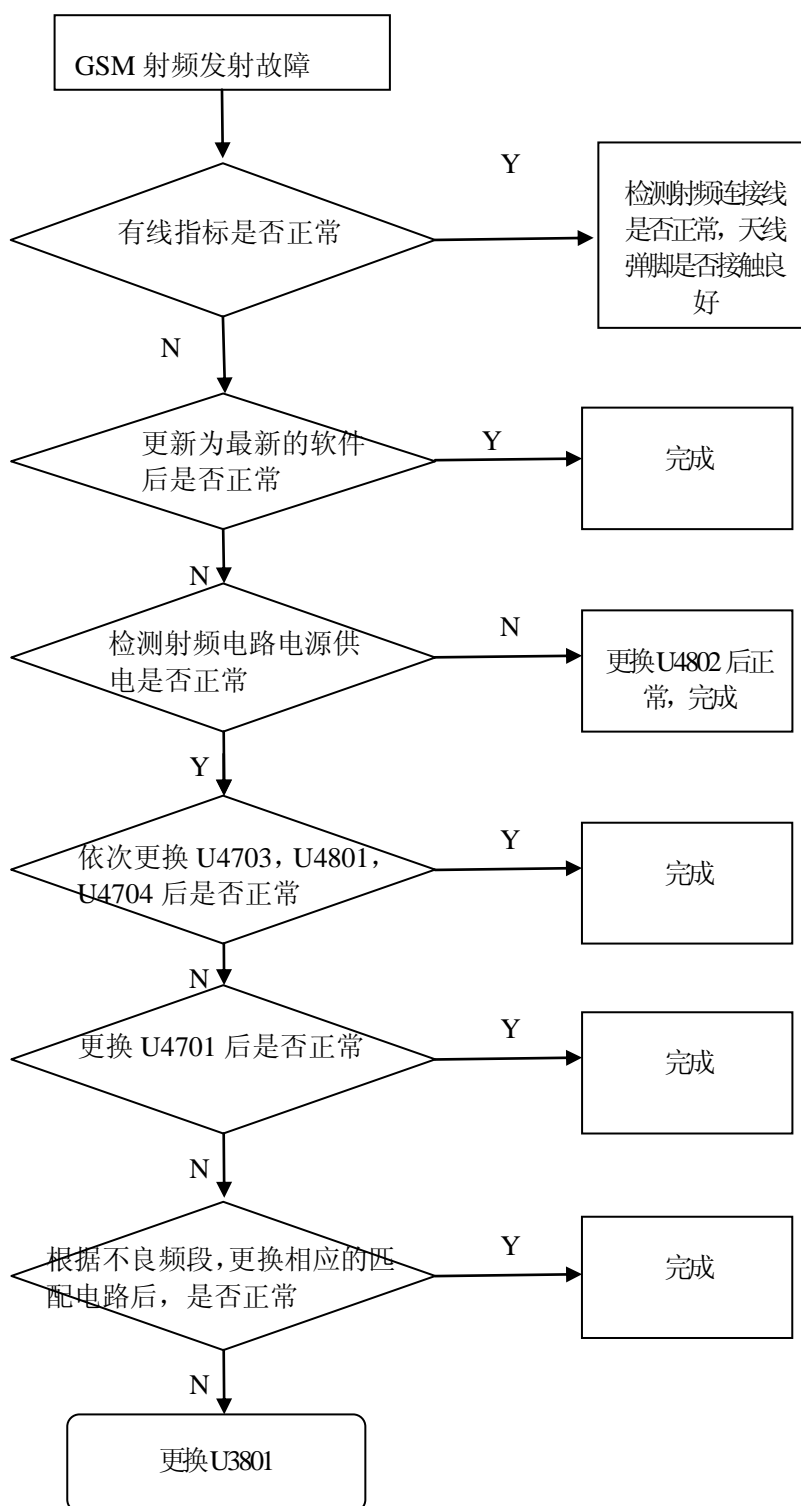 GSM 射频发射故障
Y
有线指标是否正常
检测射频连接线
是否正常，天线
弹脚是否接触良
好
N
更新为最新的软件
后是否正常
Y
完成
N
检测射频电路电源供
电是否正常
N
更换U4802 后正
常，完成
Y
依次更换 U4703，U4801，
U4704 后是否正常
Y
完成
N
更换 U4701 后是否正常
Y
完成
N
根据不良频段，更换相应的匹
配电路后，是否正常
Y
完成
N
更换U3801